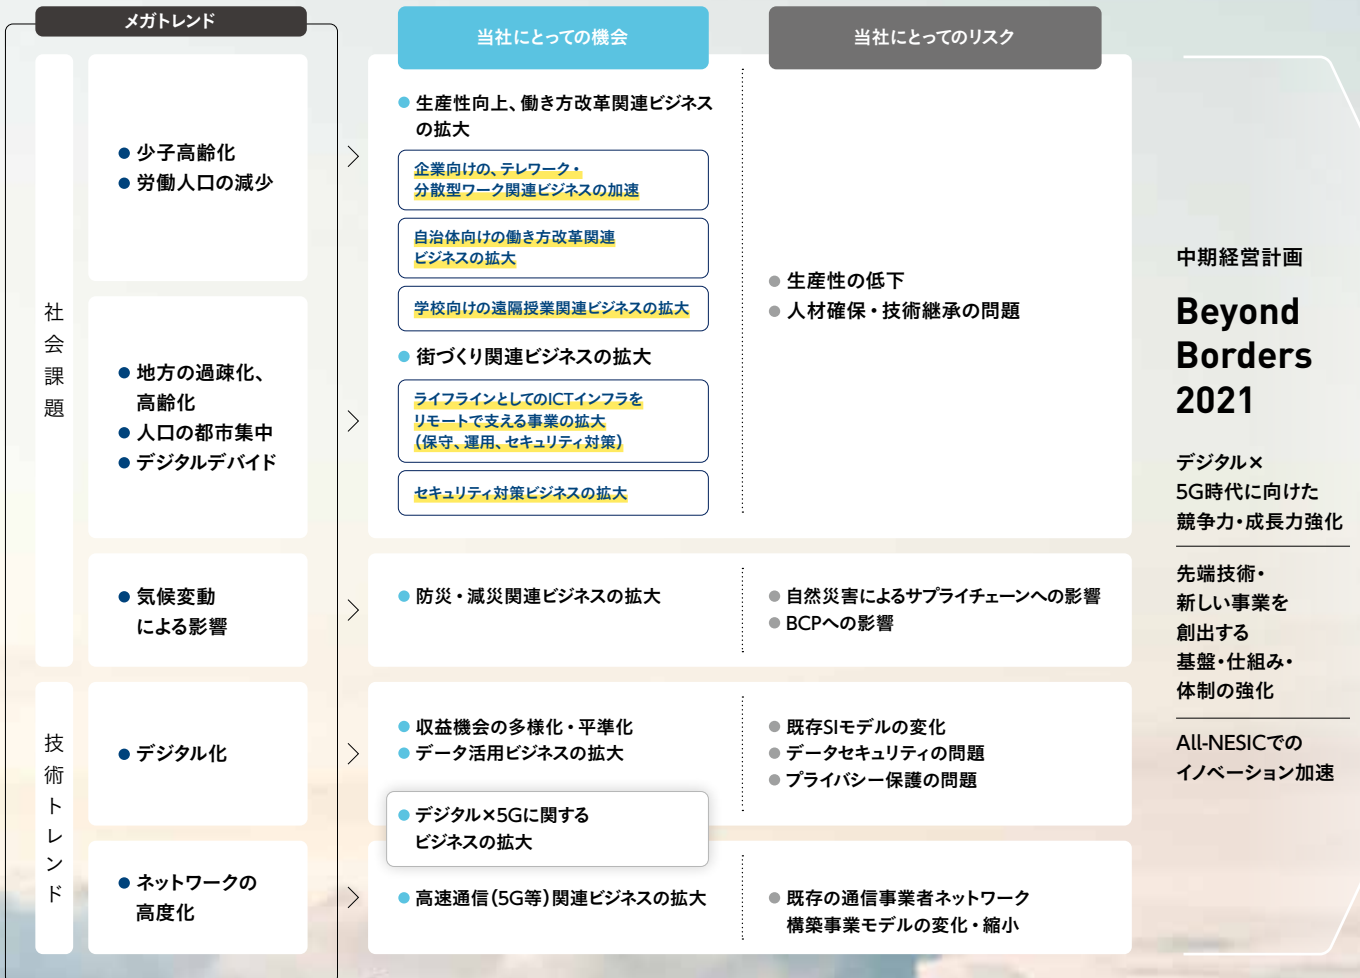 メガトレンド
当社にとっての機会
当社にとってのリスク
社会課題
● 少子高齢化
● 労働人口の減少
● 生産性向上、働き方改革関連ビジネス
の拡大
企業向けの、テレワーク・
分散型ワーク関連ビジネスの加速
自治体向けの働き方改革関連
ビジネスの拡大
学校向けの遠隔授業関連ビジネスの拡大
● 地方の過疎化、
高齢化
● 人口の都市集中
● デジタルデバイド
● 街づくり関連ビジネスの拡大
ライフラインとしてのICTインフラを
リモートで支える事業の拡大
（保守、運用、セキュリティ対策）
セキュリティ対策ビジネスの拡大
● 生産性の低下
● 人材確保・技術継承の問題
● 気候変動
による影響
● 防災・減災関連ビジネスの拡大
● 自然災害によるサプライチェーンへの影響
● BCPへの影響
技術トレンド
● デジタル化
● 収益機会の多様化・平準化
● データ活用ビジネスの拡大
● 既存SIモデルの変化
● データセキュリティの問題
● プライバシー保護の問題
● デジタル×5Gに関する
ビジネスの拡大
● ネットワークの
高度化
● 高速通信（5G等）関連ビジネスの拡大
● 既存の通信事業者ネットワーク
構築事業モデルの変化・縮小
中期経営計画
Beyond
Borders
2021
デジタル×
5G時代に向けた
競争力・成長力強化
先端技術・
新しい事業を
創出する
基盤・仕組み・
体制の強化
All-NESICでの
イノベーション加速